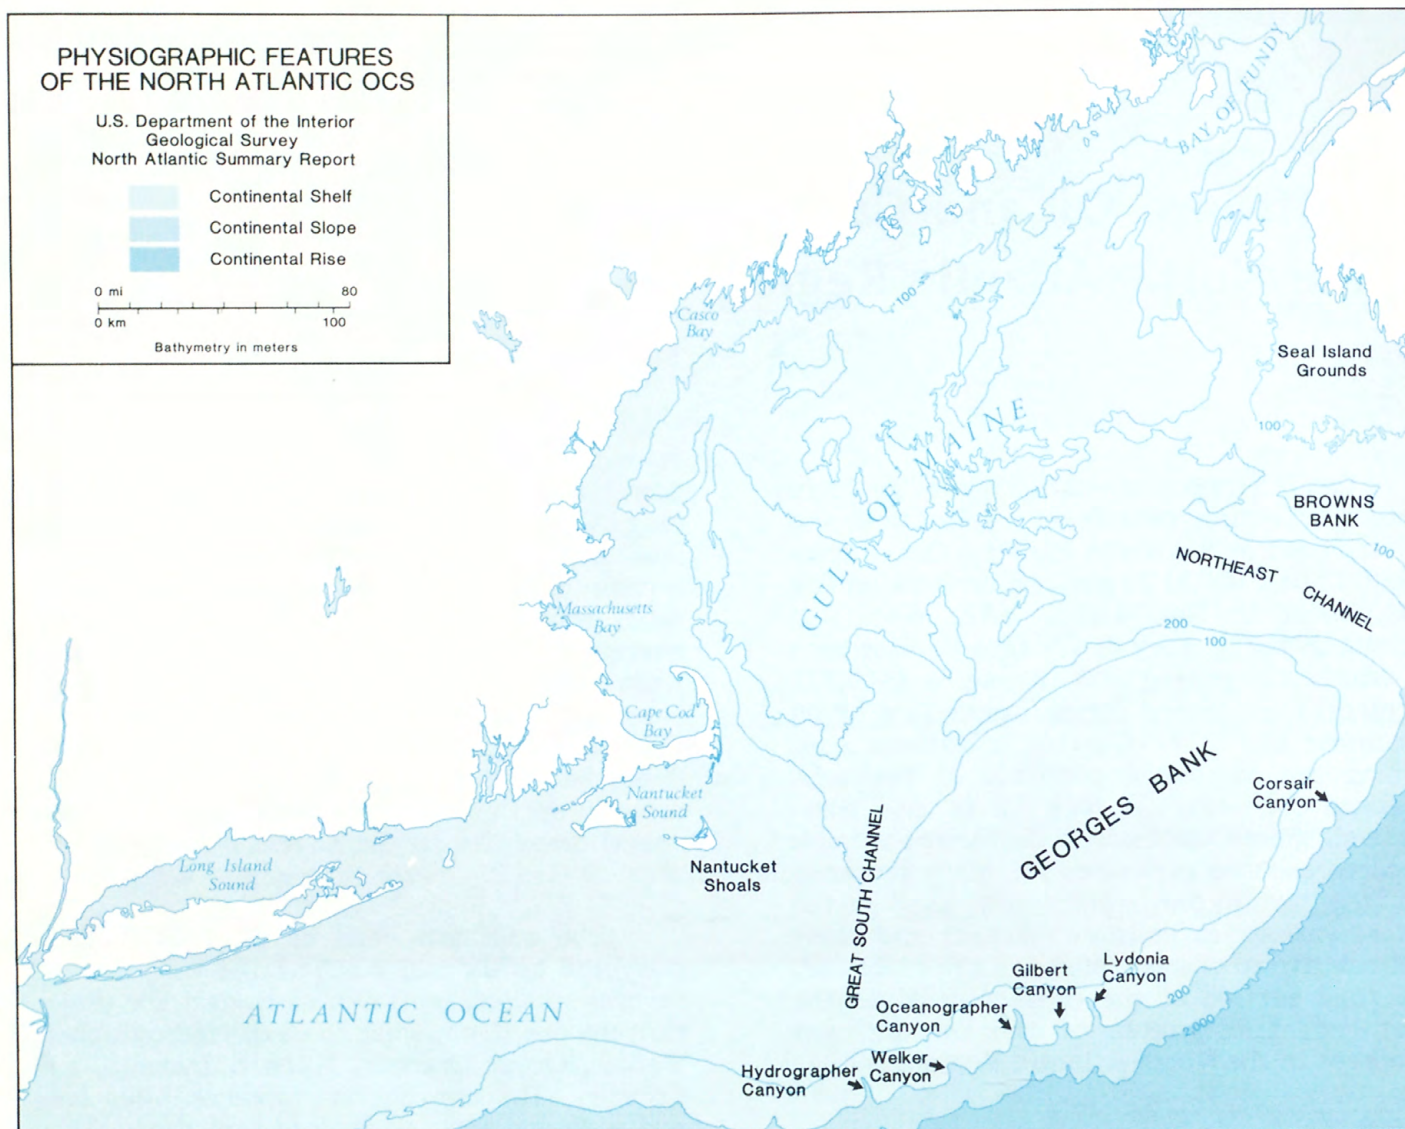 PHYSIOGRAPHIC FEATURES
OF THE NORTH ATLANTIC OCS
U.S. Department of the Interior
Geological Survey
North Atlantic Summary Report
Continental Shelf
Continental Slope
Continental Rise
0 mi 80
0 km 100
Bathymetry in meters
BAY OF FUNDY
100
Casco
Bay
Seal Island
Grounds
100
GULF OF MAINE
BROWNS
BANK
100
NORTHEAST CHANNEL
Massachusetts
Bay
200
100
Cape Cod
Bay
GEORGES BANK
Corsair
Canyon
Nantucket
Sound
Nantucket
Shoals
GREAT SOUTH CHANNEL
Long Island
Sound
Lydonia
Canyon
Gilbert
Canyon
200
2,000
Oceanographer
Canyon
ATLANTIC OCEAN
Welker
Canyon
Hydrographer
Canyon